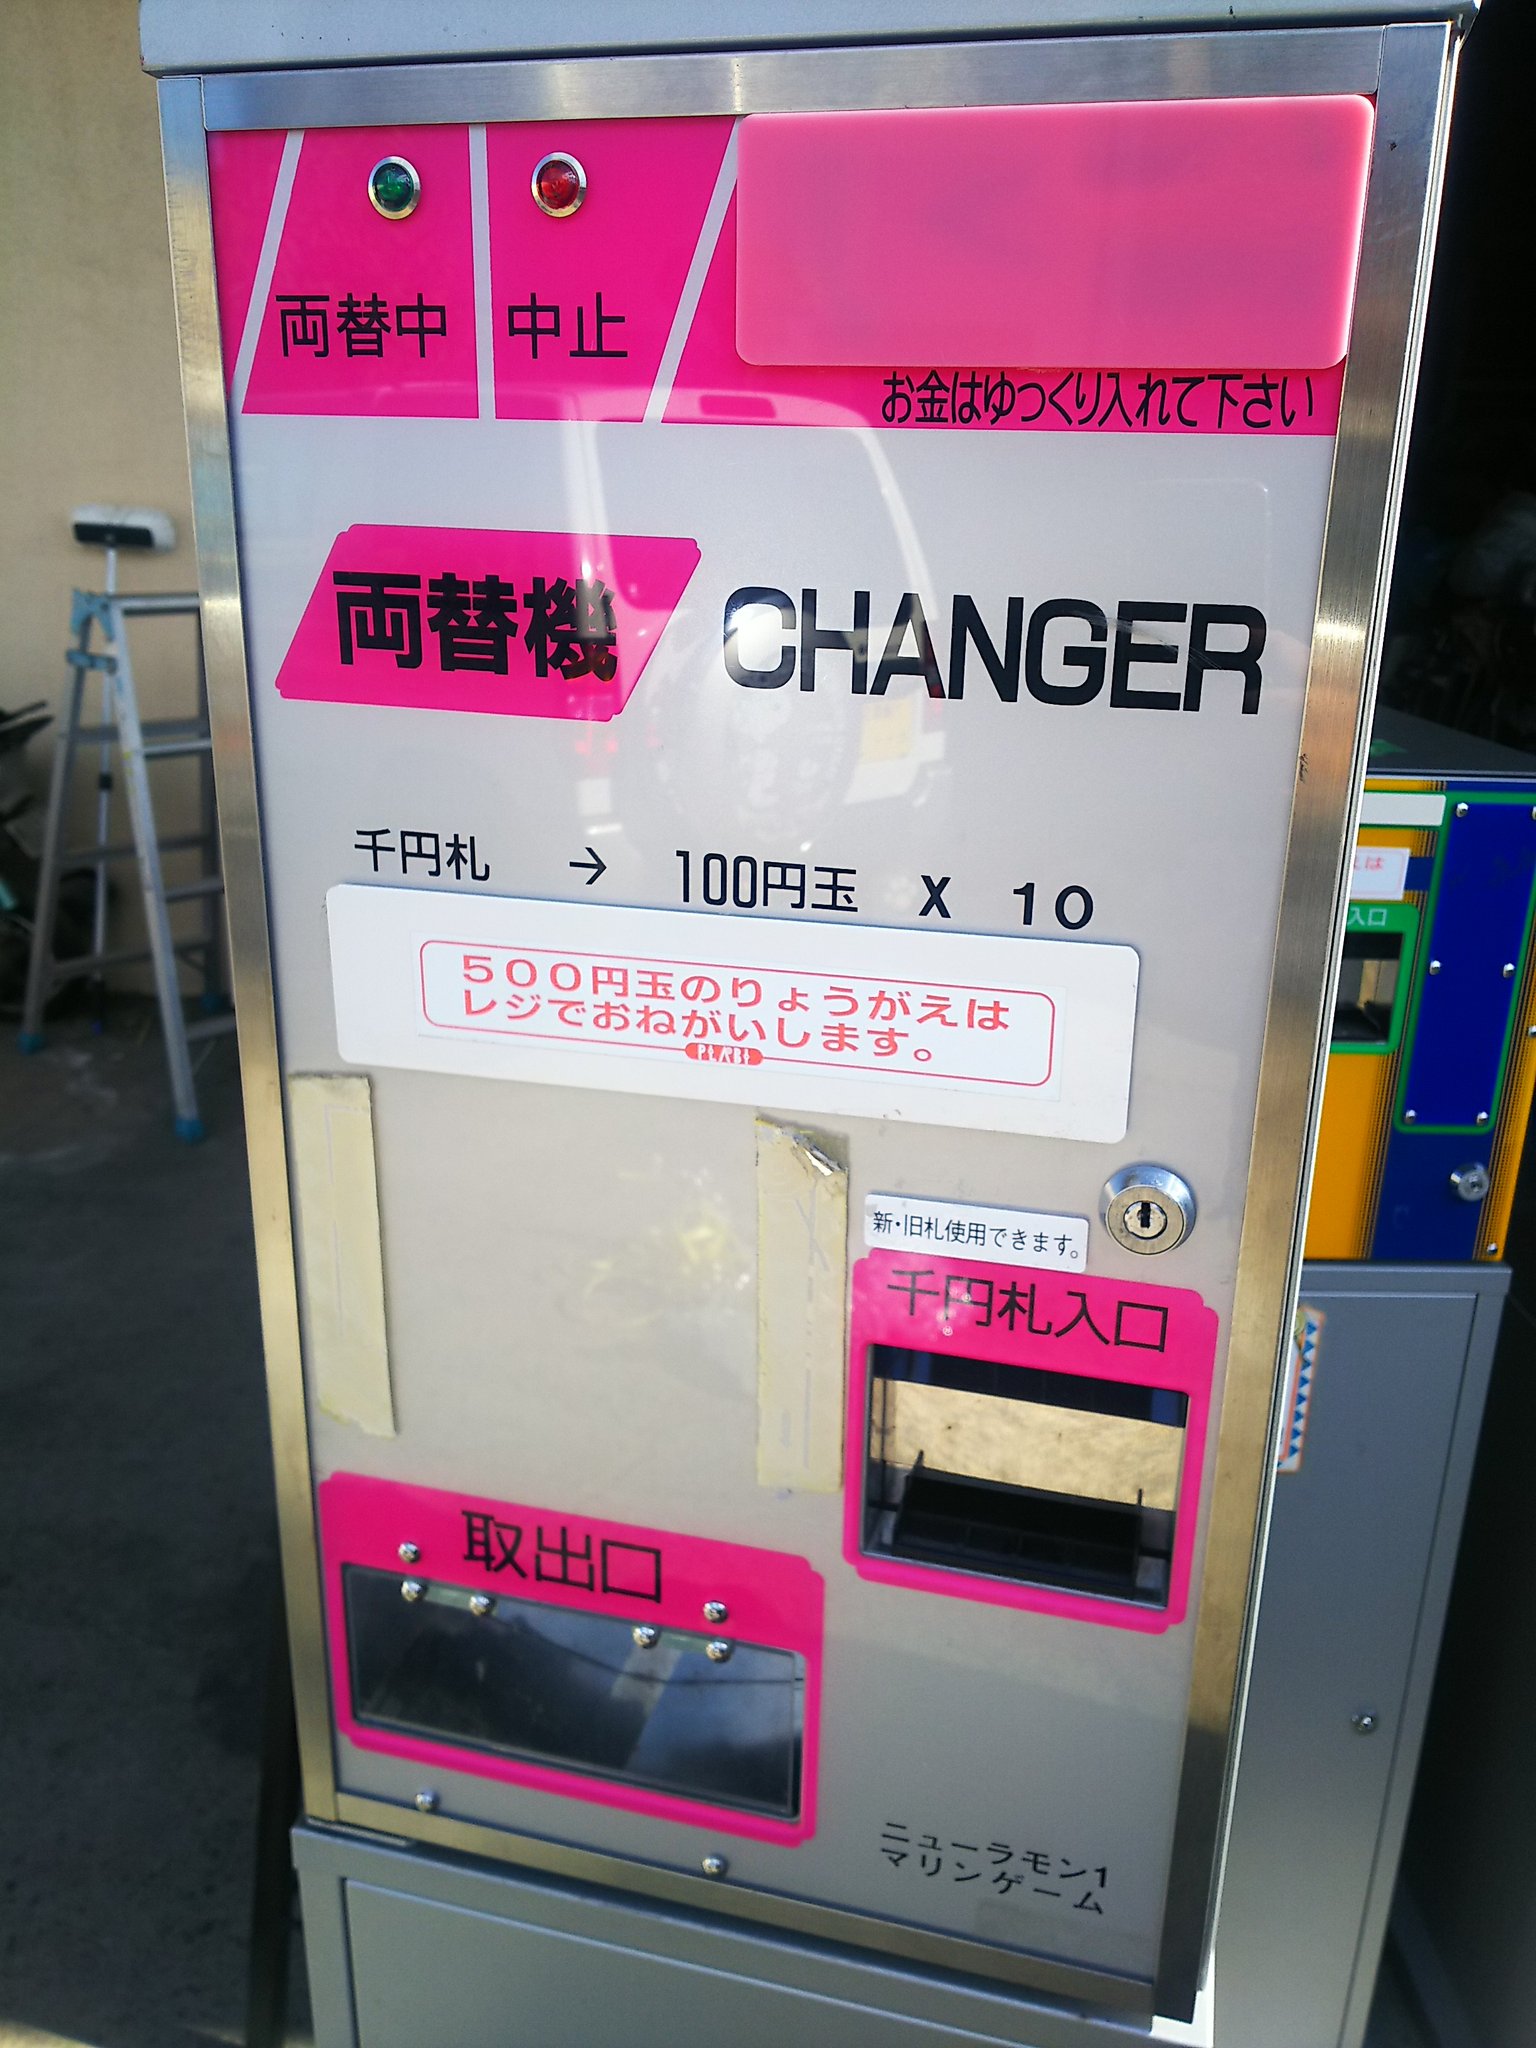 両替中
中止
お金はゆっくり入れて下さい
両替機
CHANGER
千円札 → 100円玉 X 10
500円玉のりょうがえは
レジでおねがいします。
新・旧札使用できます。
千円札入口
取出口
ニューラモン1
マリンゲーム
入口